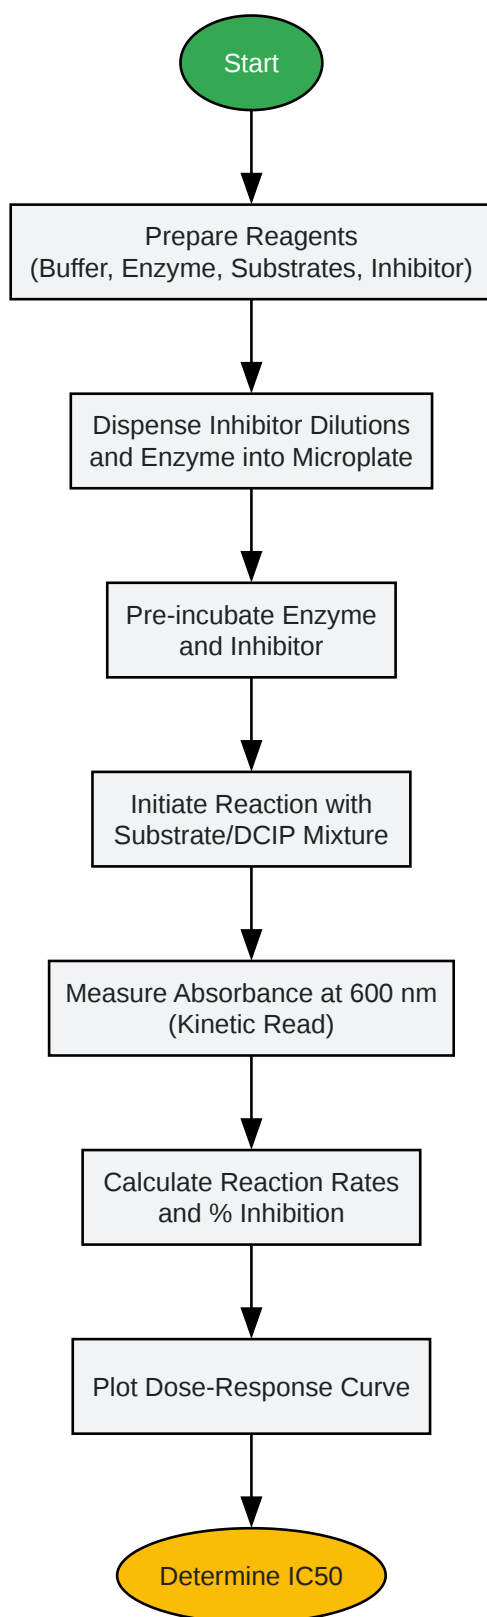 Start
Prepare Reagents
(Buffer, Enzyme, Substrates, Inhibitor)
Dispense Inhibitor Dilutions
and Enzyme into Microplate
Pre-incubate Enzyme
and Inhibitor
Initiate Reaction with
Substrate/DCIP Mixture
Measure Absorbance at 600 nm
(Kinetic Read)
Calculate Reaction Rates
and % Inhibition
Plot Dose-Response Curve
Determine IC50